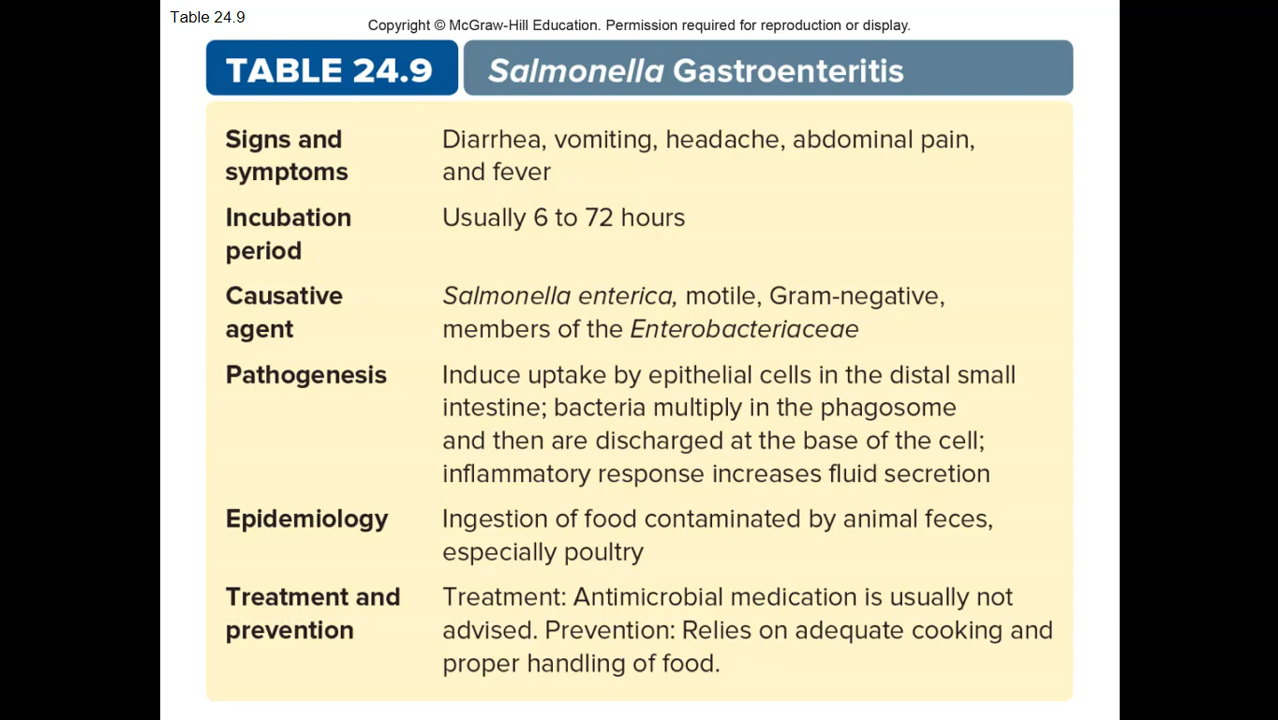 Table 24.9
Copyright © McGraw-Hill Education. Permission required for reproduction or display.
TABLE 24.9 Salmonella Gastroenteritis
Signs and symptoms
Diarrhea, vomiting, headache, abdominal pain,
and fever
Incubation period
Usually 6 to 72 hours
Causative agent
Salmonella enterica, motile, Gram-negative,
members of the Enterobacteriaceae
Pathogenesis
Induce uptake by epithelial cells in the distal small
intestine; bacteria multiply in the phagosome
and then are discharged at the base of the cell;
inflammatory response increases fluid secretion
Epidemiology
Ingestion of food contaminated by animal feces,
especially poultry
Treatment and prevention
Treatment: Antimicrobial medication is usually not
advised. Prevention: Relies on adequate cooking and
proper handling of food.